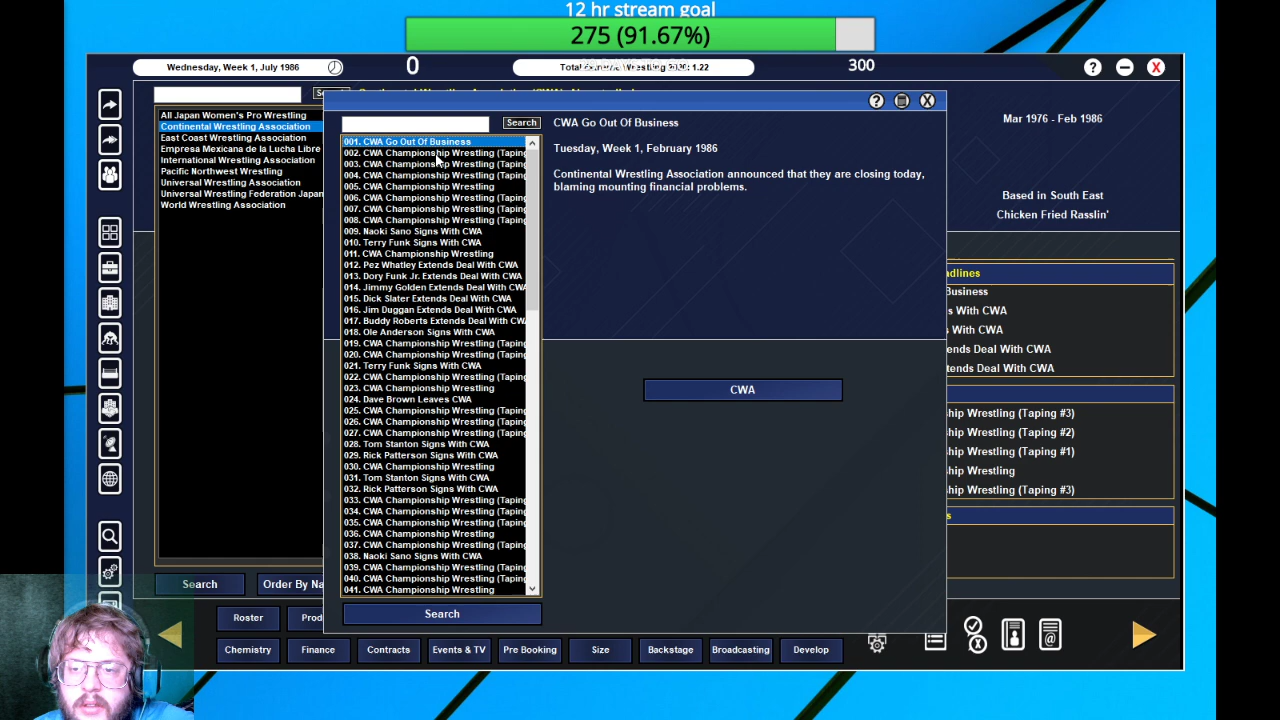 12 hr stream goal
275 (91.67%)
0
300
Wednesday, Week 1, July 1986
1.22
All Japan Women's Pro Wrestling
Continental Wrestling Association
East Coast Wrestling Association
Empresa Mexicana de la Lucha Libre
International Wrestling Association
Pacific Northwest Wrestling
Universal Wrestling Association
Universal Wrestling Federation Japan
World Wrestling Association
Search
Order By Na
Search
001. CWA Go Out Of Business
002. CWA Championship Wrestling (Taping
003. CWA Championship Wrestling (Taping
004. CWA Championship Wrestling (Taping
005. CWA Championship Wrestling
006. CWA Championship Wrestling (Taping
007. CWA Championship Wrestling (Taping
008. CWA Championship Wrestling (Taping
009. Naoki Sano Signs With CWA
010. Terry Funk Signs With CWA
011. CWA Championship Wrestling
012. Pez Whatley Extends Deal With CWA
013. Dory Funk Jr. Extends Deal With CWA
014. Jimmy Golden Extends Deal With CWA
015. Dick Slater Extends Deal With CWA
016. Jim Duggan Extends Deal With CWA
017. Buddy Roberts Extends Deal With CWA
018. Ole Anderson Signs With CWA
019. CWA Championship Wrestling (Taping
020. CWA Championship Wrestling (Taping
021. Terry Funk Signs With CWA
022. CWA Championship Wrestling (Taping
023. CWA Championship Wrestling
024. Dave Brown Leaves CWA
025. CWA Championship Wrestling (Taping
026. CWA Championship Wrestling (Taping
027. CWA Championship Wrestling (Taping
028. Tom Stanton Signs With CWA
029. Rick Patterson Signs With CWA
030. CWA Championship Wrestling
031. Tom Stanton Signs With CWA
032. Rick Patterson Signs With CWA
033. CWA Championship Wrestling (Taping
034. CWA Championship Wrestling (Taping
035. CWA Championship Wrestling (Taping
036. CWA Championship Wrestling
037. CWA Championship Wrestling (Taping
038. Naoki Sano Signs With CWA
039. CWA Championship Wrestling (Taping
040. CWA Championship Wrestling (Taping
041. CWA Championship Wrestling
Search
CWA Go Out Of Business
Tuesday, Week 1, February 1986
Continental Wrestling Association announced that they are closing today,
blaming mounting financial problems.
CWA
Mar 1976 - Feb 1986
Based in South East
Chicken Fried Rasslin'
adlines
Business
s With CWA
s With CWA
ends Deal With CWA
tends Deal With CWA
hip Wrestling (Taping #3)
hip Wrestling (Taping #2)
hip Wrestling (Taping #1)
hip Wrestling
hip Wrestling (Taping #3)
s
Roster
Prod
Chemistry
Finance
Contracts
Events & TV
Pre Booking
Size
Backstage
Broadcasting
Develop